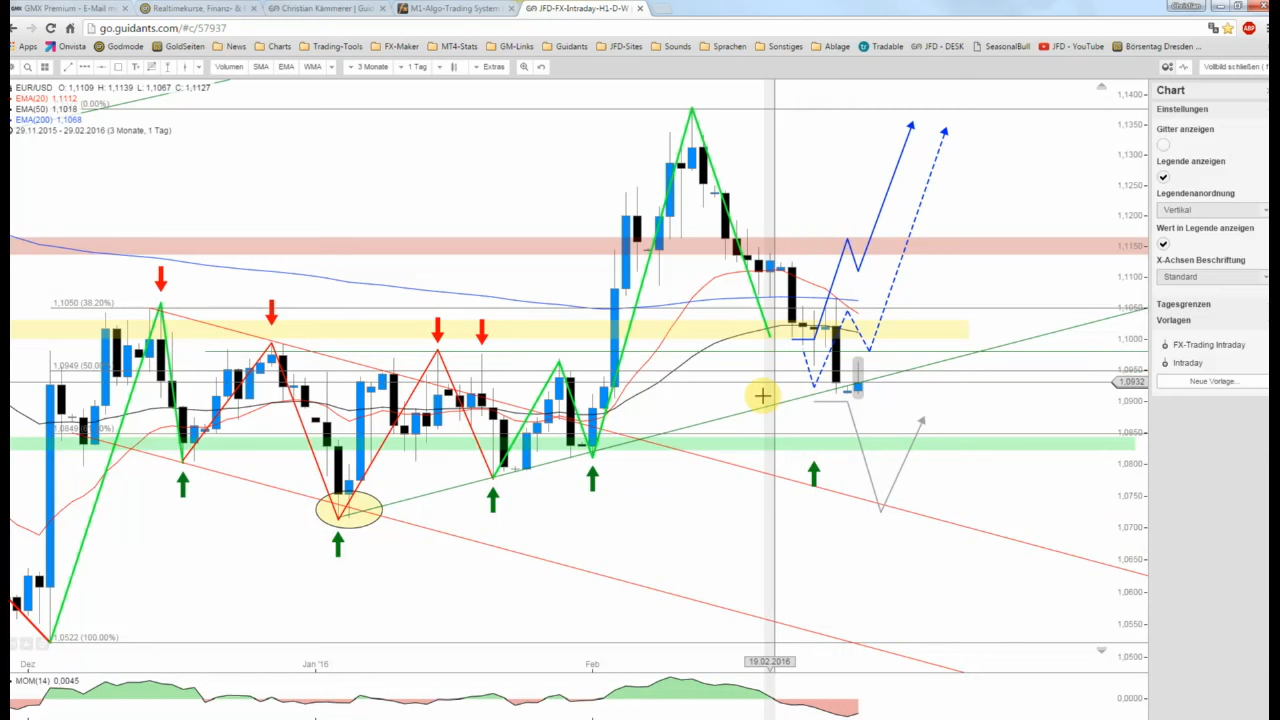 GMX Premium - E-Mail m
Realtimekurse, Finanz- &
Christian Kämmerer | Guid
M1-Algo-Trading System
JFD-FX-Intraday-H1-D-W
Christian
go.guidants.com/#c/57937
ABP
Apps
Onvista
Godmode
GoldSeiten
News
Charts
Trading-Tools
FX-Maker
MT4-Stats
GM-Links
Guidants
JFD-Sites
Sounds
Sprachen
Sonstiges
Ablage
Tradable
JFD - DESK
SeasonalBull
JFD - YouTube
Börsentag Dresden ...
Volumen
SMA
EMA
WMA
3 Monate
1 Tag
Extras
Vollbild schließen ( f
EUR/USD O: 1,1109 H: 1,1139 L: 1,1067 C: 1,1127
EMA(20) 1,1112
(0.00%)
EMA(50) 1,1018
EMA(200) 1,1068
29.11.2015 - 29.02.2016 (3 Monate, 1 Tag)
1,1400
1,1350
1,1300
1,1250
1,1200
1,1150
1,1100
1,1050
1,1000
1,0950
1,0932
1,0900
1,0850
1,0800
1,0750
1,0700
1,0650
1,0600
1,0550
1,0500
1,1050 (38.20%)
1,0522 (100.00%)
Dez
Jan '16
Feb
19.02.2016
MOM(14) 0,0045
0,0000
Chart
Einstellungen
Gitter anzeigen
Legende anzeigen
Legendenanordnung
Vertikal
Wert in Legende anzeigen
X-Achsen Beschriftung
Standard
Tagesgrenzen
Vorlagen
FX-Trading Intraday
Intraday
Neue Vorlage...